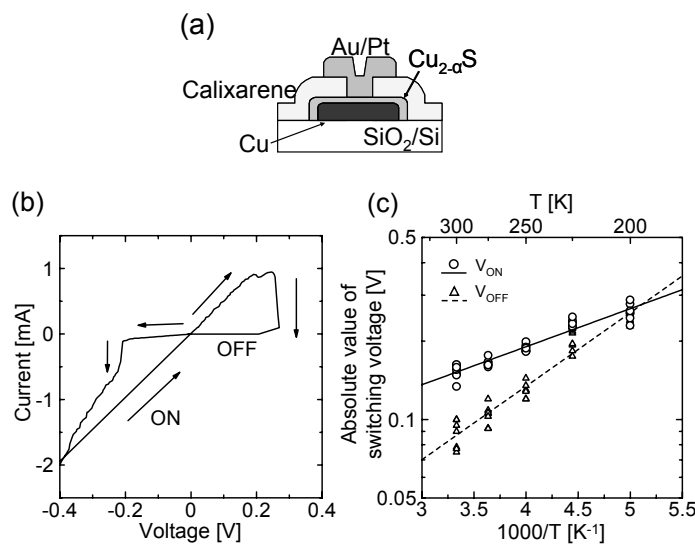 (a)
Au/Pt
Cu2-αS
Calixarene
Cu
SiO2/Si
(b)
1
0
-1
-2
-0.4
-0.2
0
0.2
0.4
Current [mA]
Voltage [V]
OFF
ON
(c)
T [K]
300
250
200
0.5
0.1
0.05
VON
VOFF
Absolute value of
switching voltage [V]
3
3.5
4
4.5
5
5.5
1000/T [K-1]